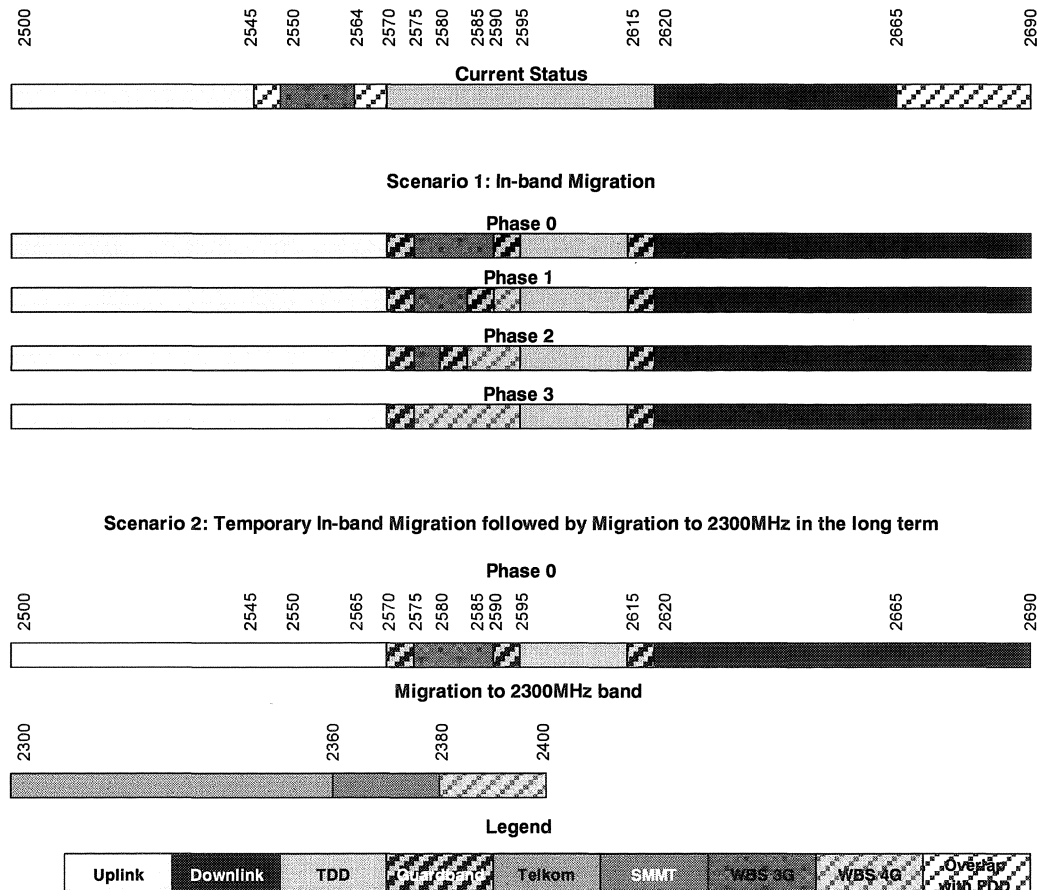 2500 2545 2550 2564 2570 2575 2580 2585 2590 2595 2615 2620 2665 2690
Current Status
Scenario 1: In-band Migration
Phase 0
Phase 1
Phase 2
Phase 3
Scenario 2: Temporary In-band Migration followed by Migration to 2300MHz in the long term
Phase 0
2500 2545 2550 2565 2570 2575 2580 2585 2590 2595 2615 2620 2665 2690
Migration to 2300MHz band
2300 2360 2380 2400
Legend
Uplink Downlink TDD Guardband Telkom SMMT WBS 3G WBS 4G Overlap
with FDD